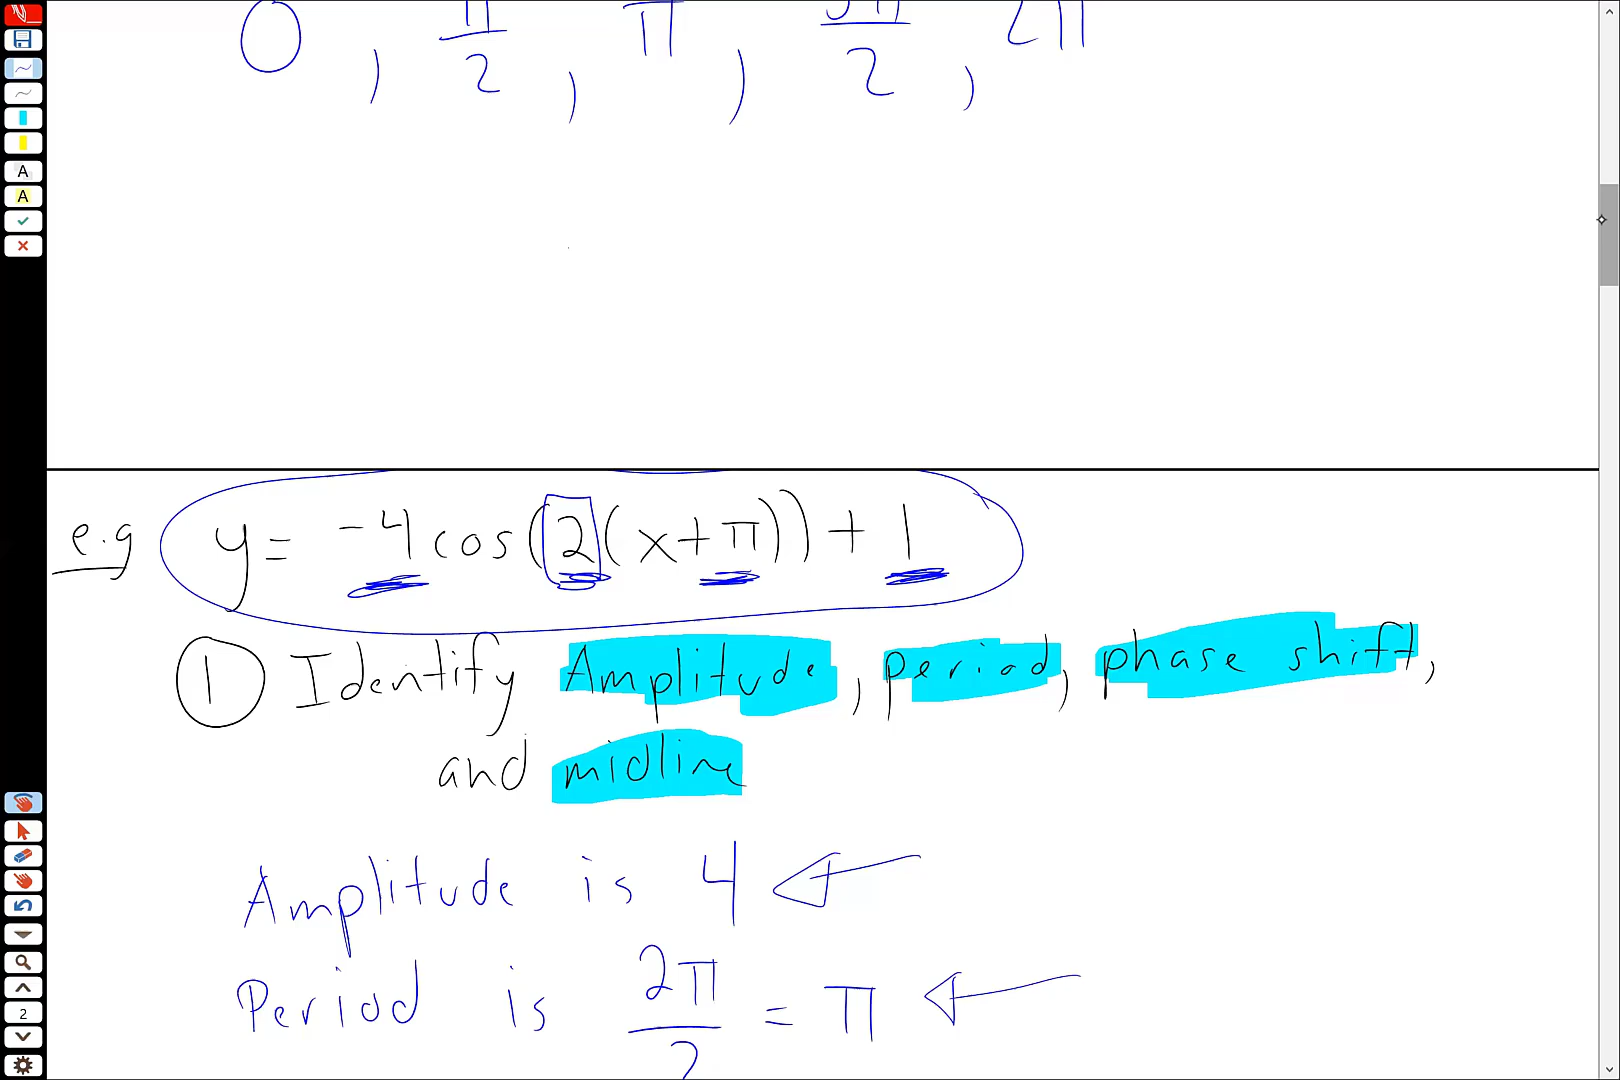 0, π/2, π, 3π/2, 2π
e.g y = -4cos(2(x+π))+1
① Identify Amplitude, period, phase shift,
and midline
Amplitude is 4
Period is 2π/2 = π
A
A
2